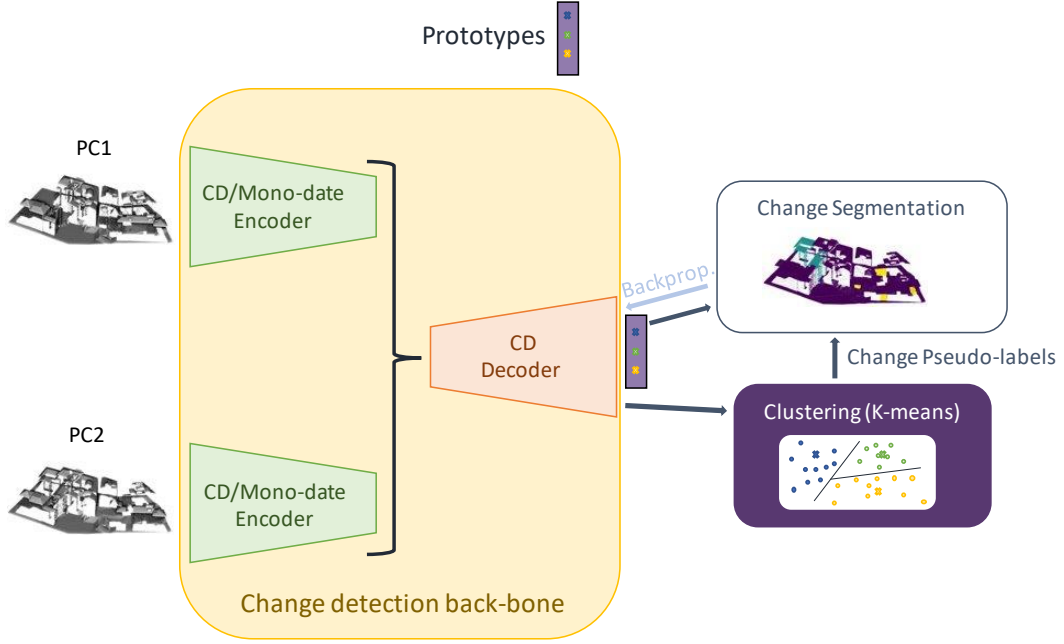 Prototypes
PC1
CD/Mono-date
Encoder
Change Segmentation
Backprop.
CD
Decoder
Change Pseudo-labels
Clustering (K-means)
PC2
CD/Mono-date
Encoder
Change detection back-bone